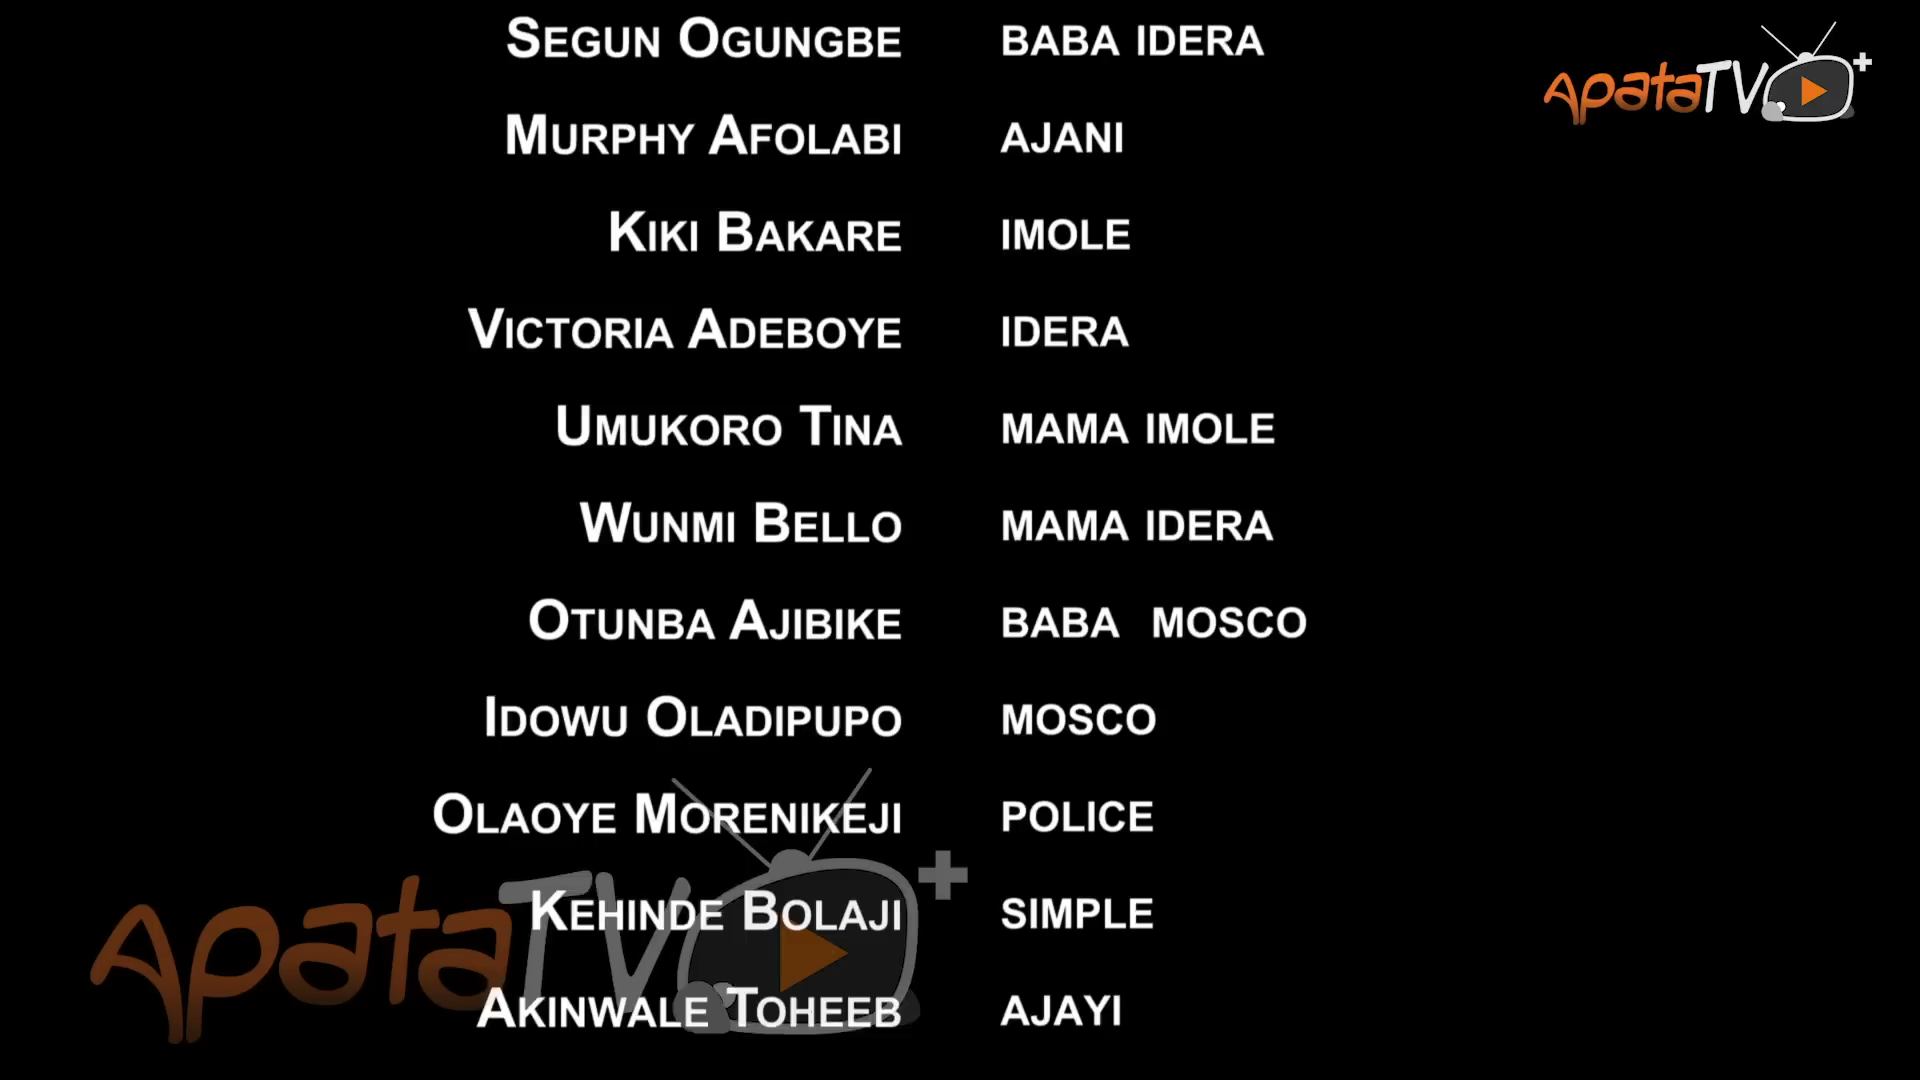 SEGUN OGUNGBE BABA IDERA
ApataTV+
MURPHY AFOLABI AJANI
KIKI BAKARE IMOLE
VICTORIA ADEBOYE IDERA
UMUKORO TINA MAMA IMOLE
WUNMI BELLO MAMA IDERA
OTUNBA AJIBIKE BABA MOSCO
IDOWU OLADIPUPO MOSCO
OLAOYE MORENIKEJI POLICE
KEHINDE BOLAJI SIMPLE
ApataTV+
AKINWALE TOHEEB AJAYI